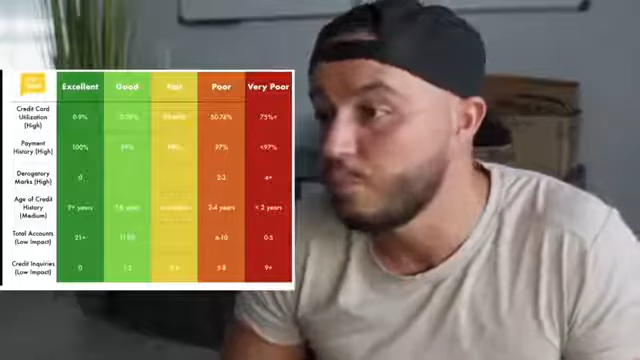 Excellent Good Fair Poor Very Poor
Credit Card
Utilization
(High)
0-9% 50-74% 75%+
Payment
History (High)
100% 99% 98% 97% <97%
Derogatory
Marks (High)
0 2-3 4+
Age of Credit
History
(Medium)
9+ years 2-4 years < 2 years
Total Accounts
(Low Impact)
21+ 6-10 0-5
Credit Inquiries
(Low Impact)
0 1-2 5-8 9+